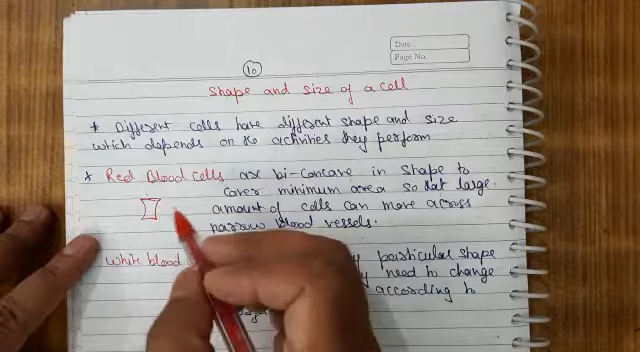 10
Date
Page No.
Shape and size of a cell
* Different cells have different shape and size
which depends on the activities they perform
* Red Blood Cells are bi-concave in shape to
cover minimum area so that large
amount of cells can move across
narrow blood vessels.
White blood particular shape
need to change
according to